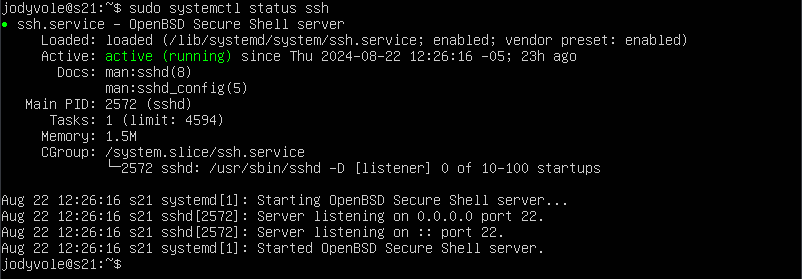 jodyvole@s21:~$ sudo systemctl status ssh
● ssh.service - OpenBSD Secure Shell server
     Loaded: loaded (/lib/systemd/system/ssh.service; enabled; vendor preset: enabled)
     Active: active (running) since Thu 2024-08-22 12:26:16 -05; 23h ago
       Docs: man:sshd(8)
             man:sshd_config(5)
   Main PID: 2572 (sshd)
      Tasks: 1 (limit: 4594)
     Memory: 1.5M
     CGroup: /system.slice/ssh.service
             └─2572 sshd: /usr/sbin/sshd -D [listener] 0 of 10-100 startups

Aug 22 12:26:16 s21 systemd[1]: Starting OpenBSD Secure Shell server...
Aug 22 12:26:16 s21 sshd[2572]: Server listening on 0.0.0.0 port 22.
Aug 22 12:26:16 s21 sshd[2572]: Server listening on :: port 22.
Aug 22 12:26:16 s21 systemd[1]: Started OpenBSD Secure Shell server.
jodyvole@s21:~$